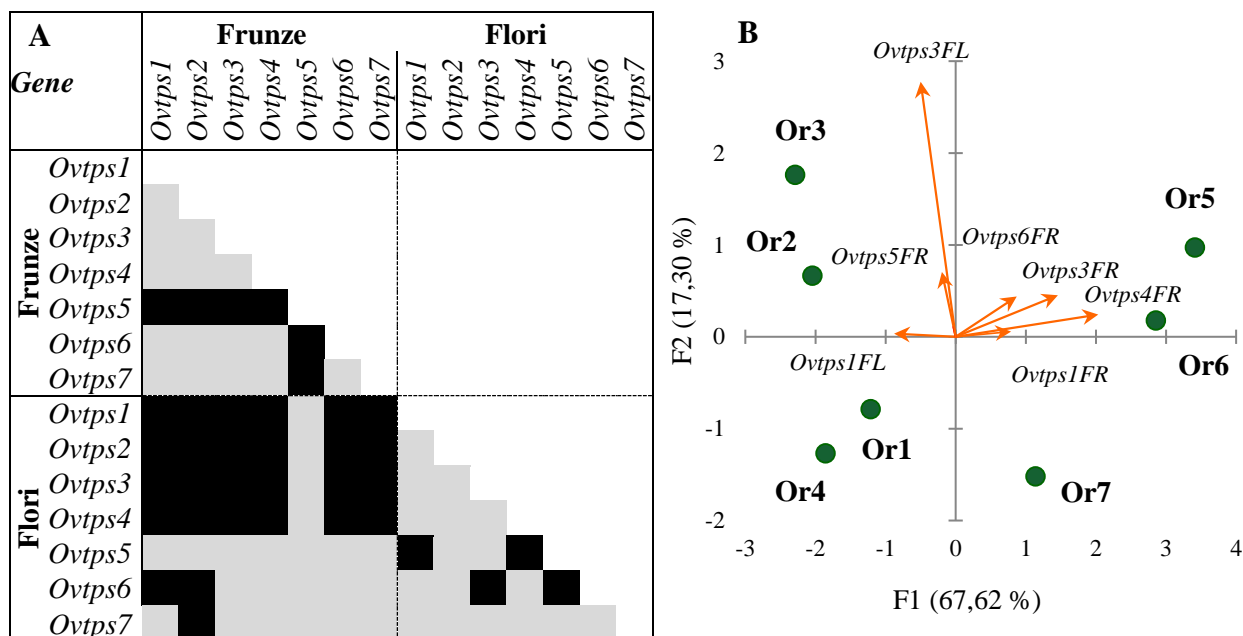 A
Frunze
Flori
Gene
Ovtps1 Ovtps2 Ovtps3 Ovtps4 Ovtps5 Ovtps6 Ovtps7 Ovtps1 Ovtps2 Ovtps3 Ovtps4 Ovtps5 Ovtps6 Ovtps7
Frunze
Ovtps1
Ovtps2
Ovtps3
Ovtps4
Ovtps5
Ovtps6
Ovtps7
Flori
Ovtps1
Ovtps2
Ovtps3
Ovtps4
Ovtps5
Ovtps6
Ovtps7
B
Ovtps3FL
Or3
Or5
Or2
Ovtps6FR
Ovtps5FR
Ovtps3FR
Ovtps4FR
Ovtps1FL
Or6
Ovtps1FR
Or1
Or4
Or7
3
2
1
0
-1
-2
-3 -2 -1 0 1 2 3 4
F2 (17,30 %)
F1 (67,62 %)